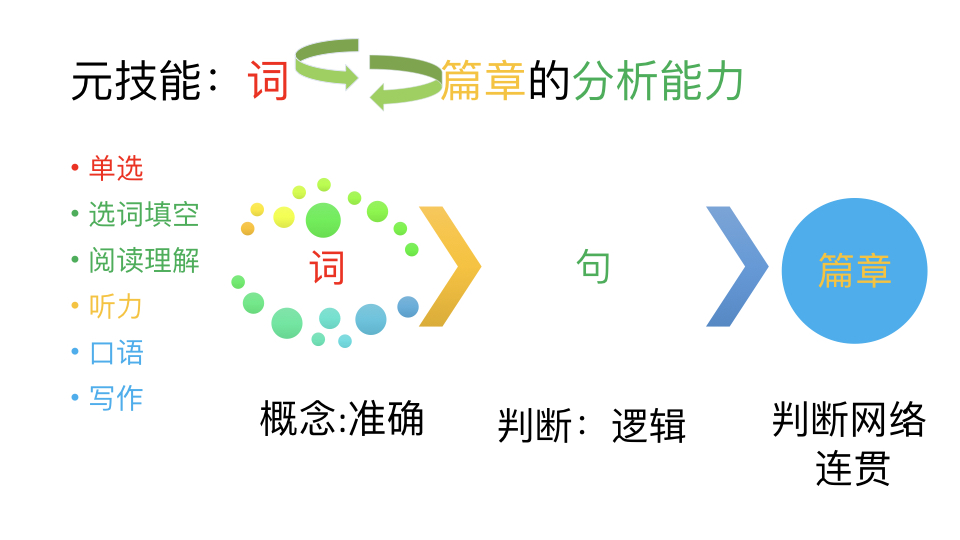 元技能：词 篇章的分析能力
• 单选
• 选词填空
• 阅读理解
• 听力
• 口语
• 写作
词
句
篇章
概念:准确
判断：逻辑
判断网络
连贯